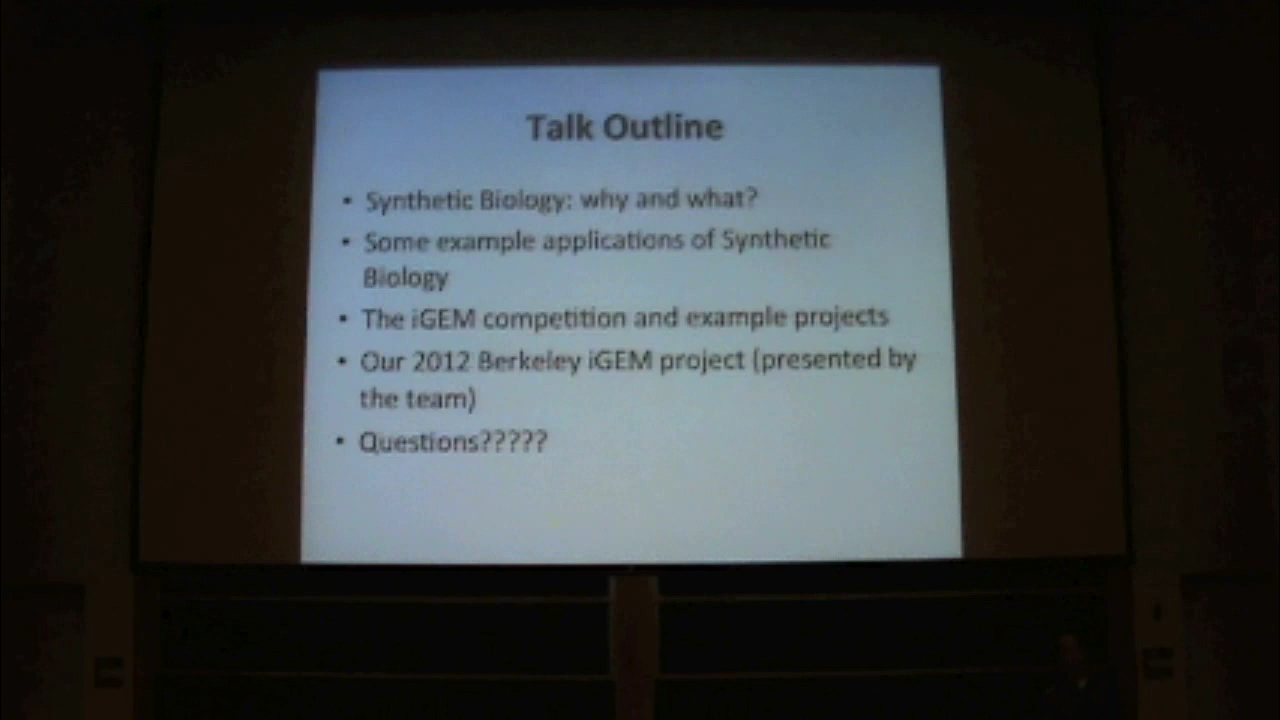 Talk Outline
• Synthetic Biology: why and what?
• Some example applications of Synthetic
Biology
• The iGEM competition and example projects
• Our 2012 Berkeley iGEM project (presented by
the team)
• Questions?????